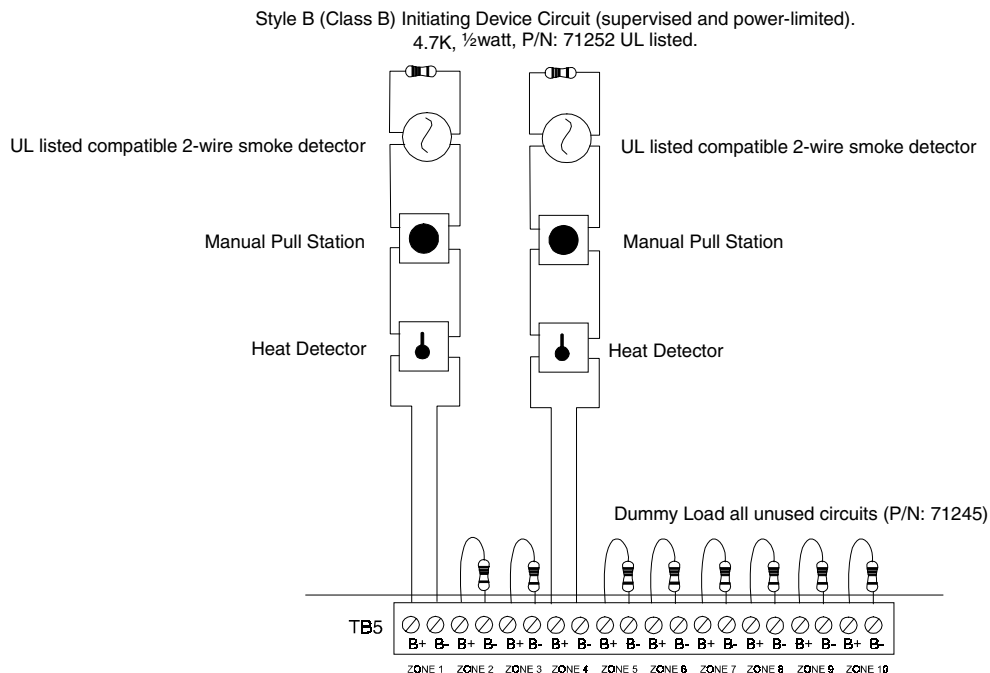 Style B (Class B) Initiating Device Circuit (supervised and power-limited).
4.7K, ½watt, P/N: 71252 UL listed.
UL listed compatible 2-wire smoke detector
UL listed compatible 2-wire smoke detector
Manual Pull Station
Manual Pull Station
Heat Detector
Heat Detector
Dummy Load all unused circuits (P/N: 71245)
TB5
B+ B- B+ B- B+ B- B+ B- B+ B- B+ B- B+ B- B+ B- B+ B- B+ B-
ZONE 1 ZONE 2 ZONE 3 ZONE 4 ZONE 5 ZONE 6 ZONE 7 ZONE 8 ZONE 9 ZONE 10